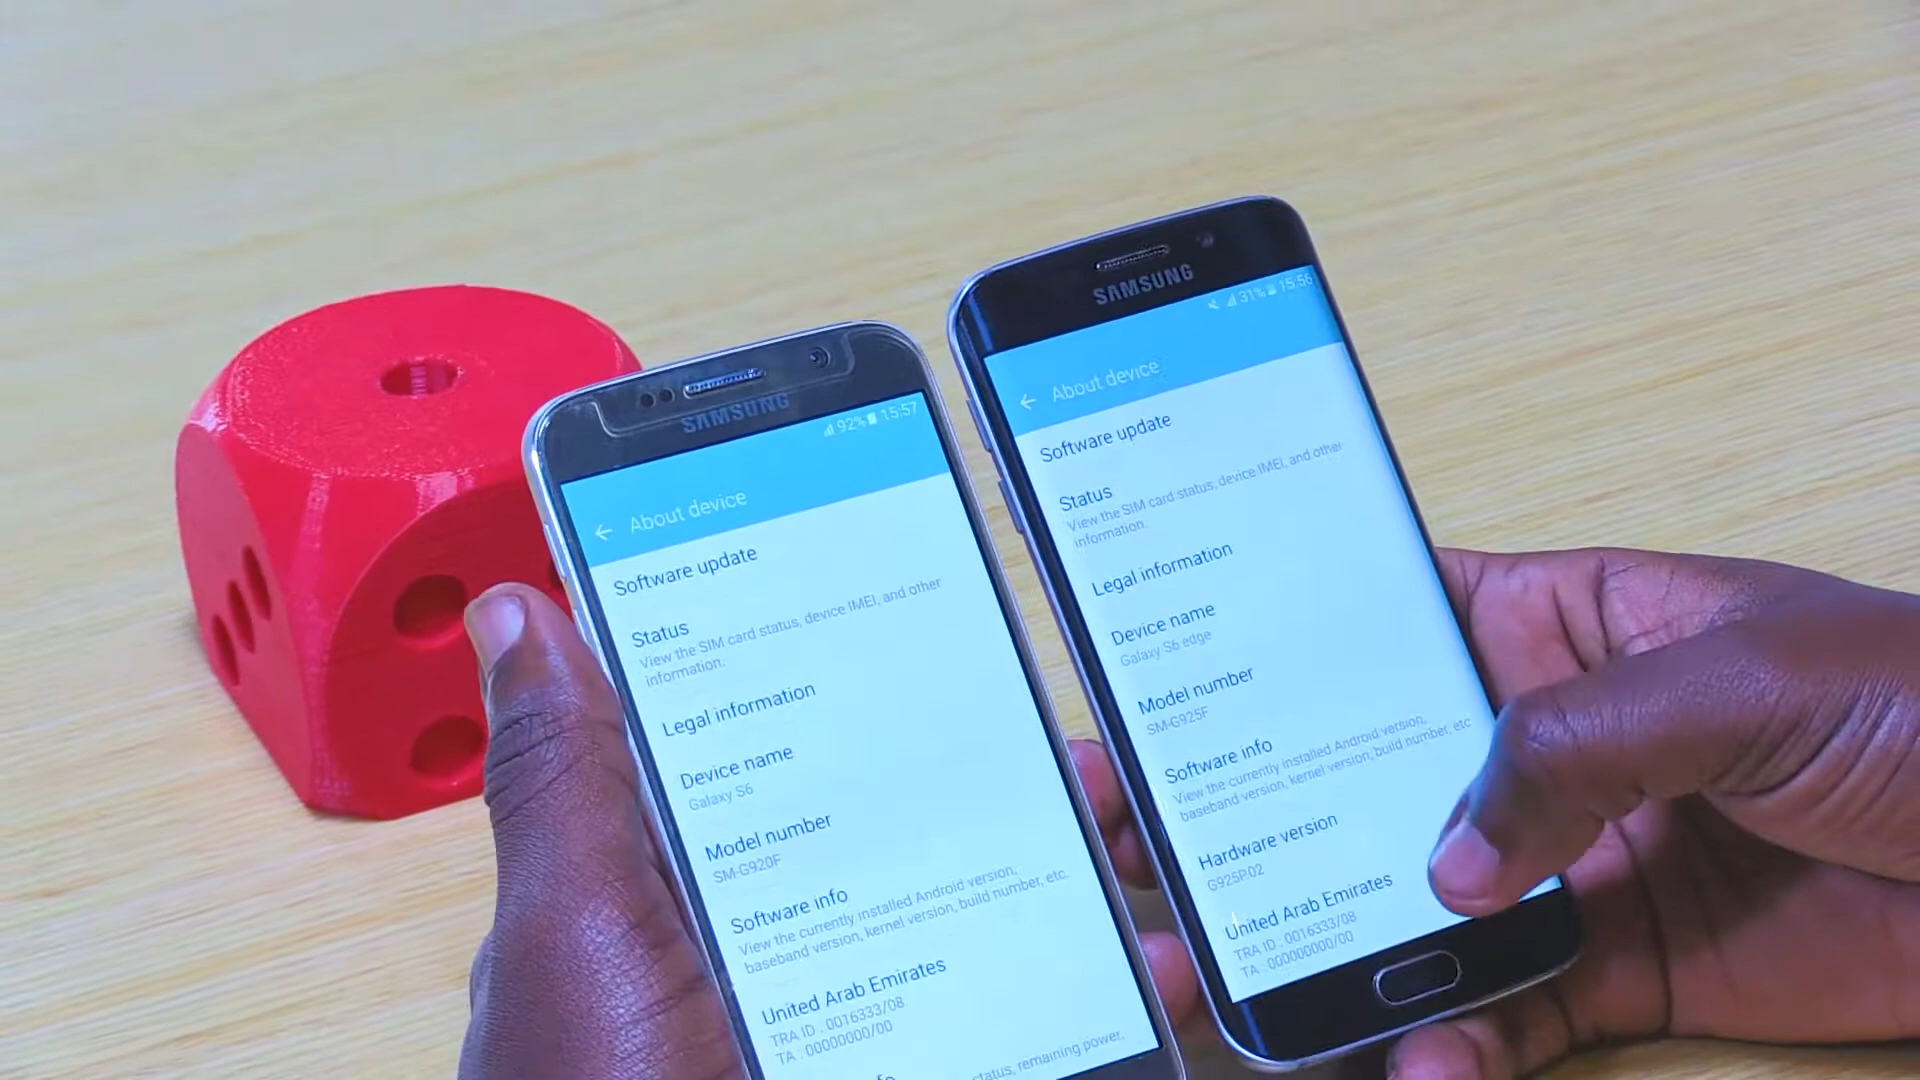 SAMSUNG
92% 15:57
About device
Software update
Status
View the SIM card status, device IMEI, and other
information.
Legal information
Device name
Galaxy S6
Model number
SM-G920F
Software info
View the currently installed Android version,
baseband version, kernel version, build number, etc.
United Arab Emirates
TRA ID : 0016333/08
TA : 00000000/00
status, remaining power,
SAMSUNG
31% 15:56
About device
Software update
Status
View the SIM card status, device IMEI, and other
information.
Legal information
Device name
Galaxy S6 edge
Model number
SM-G925F
Software info
View the currently installed Android version,
baseband version, kernel version, build number, etc
Hardware version
G925P.02
United Arab Emirates
TRA ID : 0016333/08
TA : 00000000/00